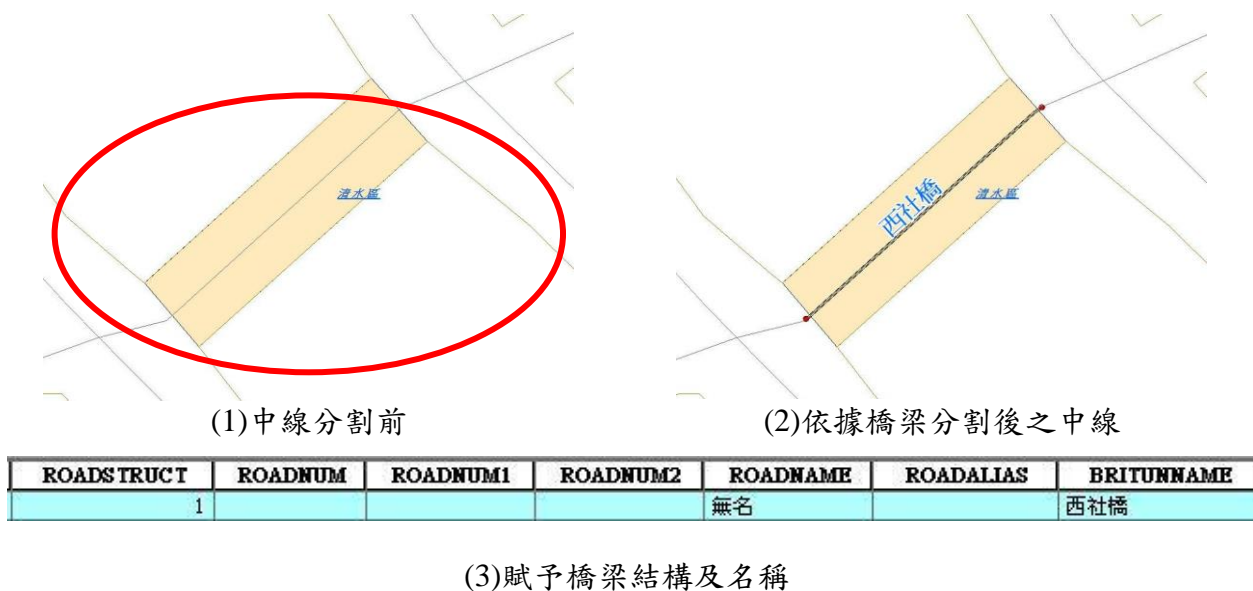 清水區
西社橋
清水區
(1)中線分割前
(2)依據橋梁分割後之中線
ROADSTRUCT ROADNUM ROADNUM1 ROADNUM2 ROADNAME ROADALIAS BRITUNNAME
1 無名 西社橋
(3)賦予橋梁結構及名稱